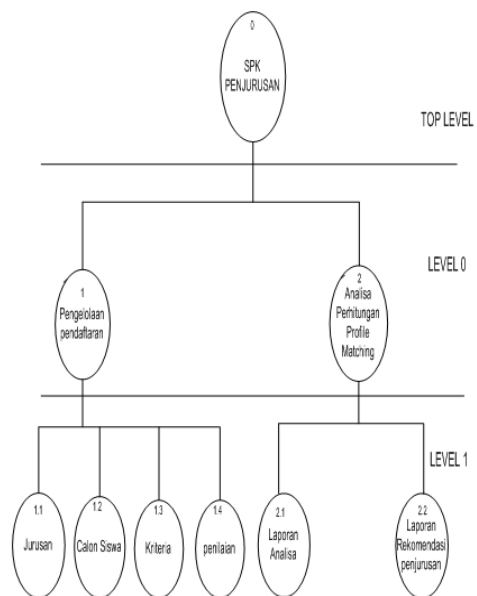 0
SPK
PENJURUSAN
TOP LEVEL
LEVEL 0
1
Pengelolaan
pendaftaran
2
Analisa
Perhitungan
Profile
Matching
LEVEL 1
1.1
Jurusan
1.2
Calon Siswa
1.3
Kriteria
1.4
penilaian
2.1
Laporan
Analisa
2.2
Laporan
Rekomendasi
penjurusan